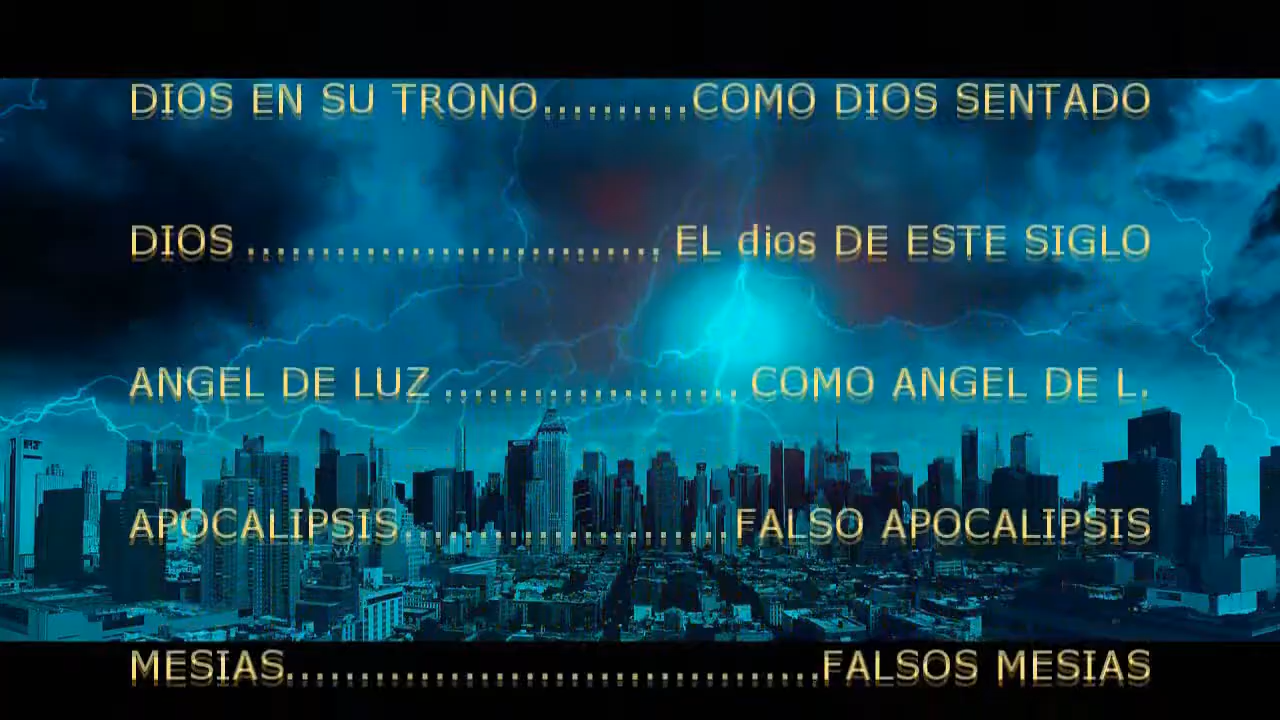 DIOS EN SU TRONO..........COMO DIOS SENTADO
DIOS ............................ EL dios DE ESTE SIGLO
ANGEL DE LUZ .................... COMO ANGEL DE L.
APOCALIPSIS...................... FALSO APOCALIPSIS
MESIAS....................................FALSOS MESIAS